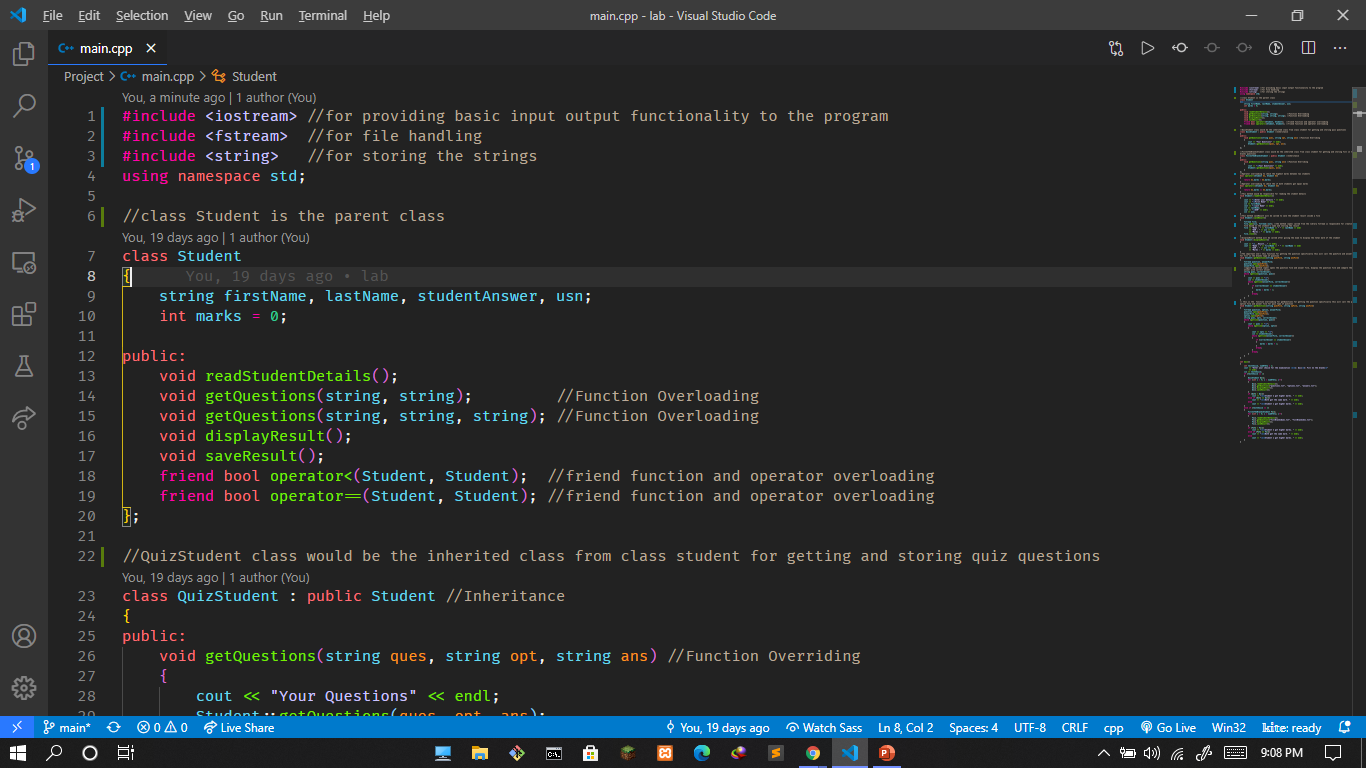 File Edit Selection View Go Run Terminal Help main.cpp - lab - Visual Studio Code
main.cpp
Project > main.cpp > Student
You, a minute ago | 1 author (You)
1 #include <iostream> //for providing basic input output functionality to the program
2 #include <fstream> //for file handling
3 #include <string> //for storing the strings
4 using namespace std;
5
6 //class Student is the parent class
You, 19 days ago | 1 author (You)
7 class Student
8 { You, 19 days ago • lab
9 string firstName, lastName, studentAnswer, usn;
10 int marks = 0;
11
12 public:
13 void readStudentDetails();
14 void getQuestions(string, string); //Function Overloading
15 void getQuestions(string, string, string); //Function Overloading
16 void displayResult();
17 void saveResult();
18 friend bool operator<(Student, Student); //friend function and operator overloading
19 friend bool operator==(Student, Student); //friend function and operator overloading
20 };
21
22 //QuizStudent class would be the inherited class from class student for getting and storing quiz questions
You, 19 days ago | 1 author (You)
23 class QuizStudent : public Student //Inheritance
24 {
25 public:
26 void getQuestions(string ques, string opt, string ans) //Function Overriding
27 {
28 cout << "Your Questions" << endl;
29 Student::getQuestions(ques, opt, ans);
main* 0 0 Live Share You, 19 days ago Watch Sass Ln 8, Col 2 Spaces: 4 UTF-8 CRLF cpp Go Live Win32 kite: ready
9:08 PM